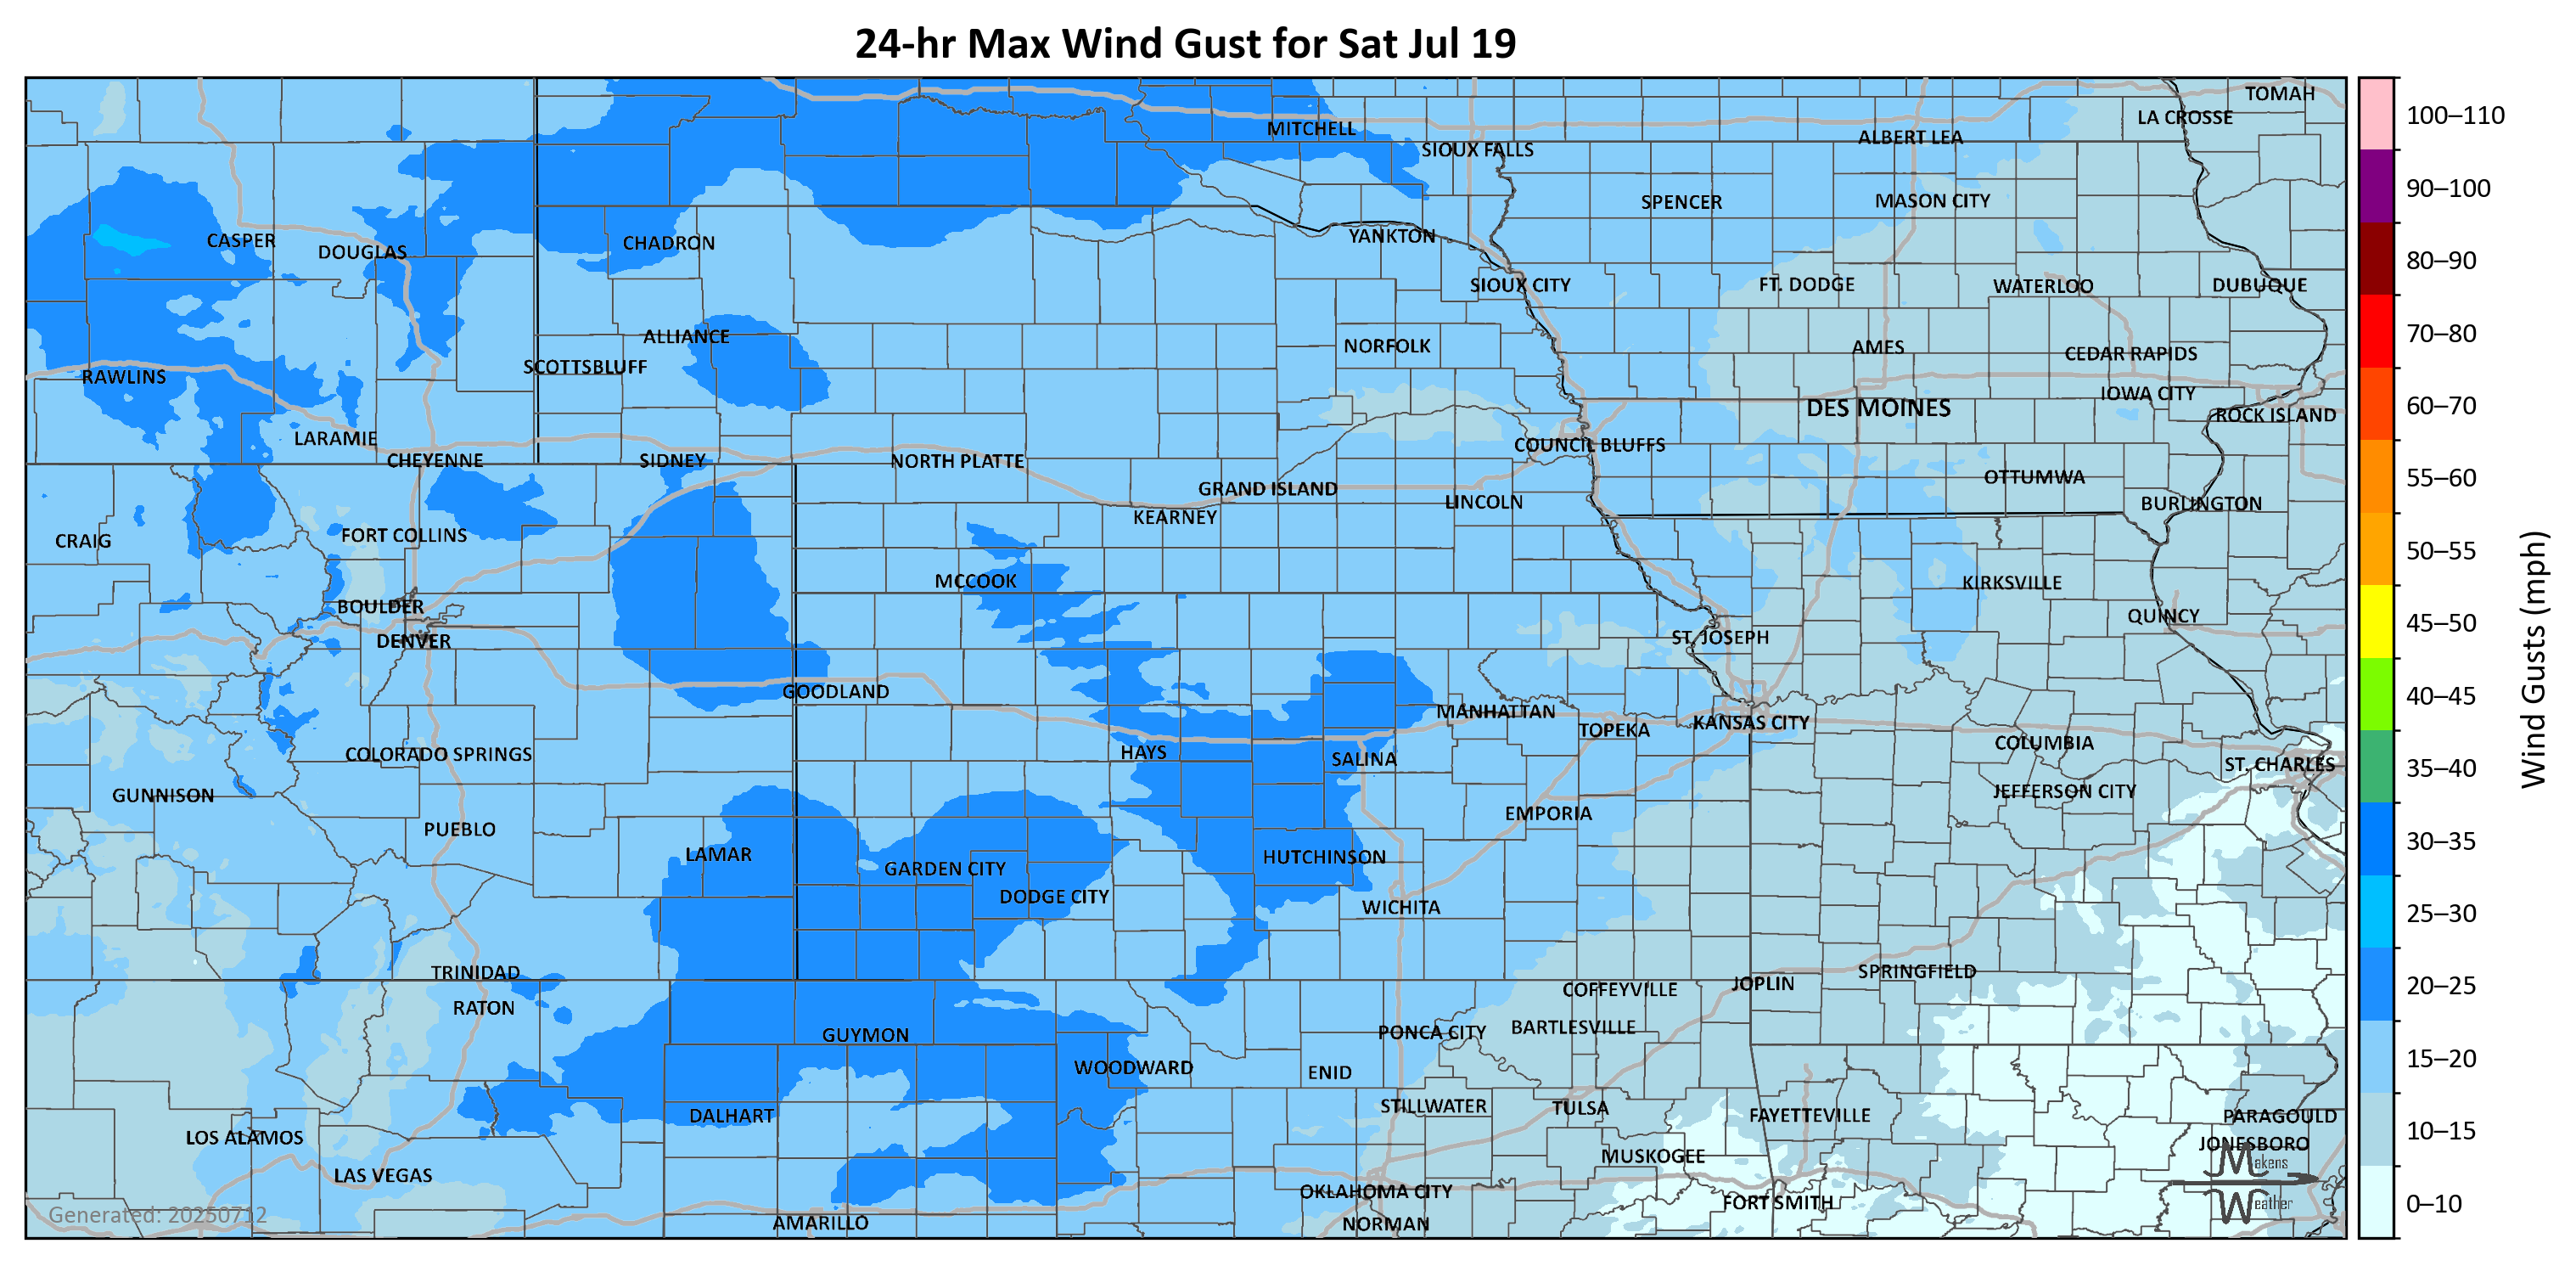 24-hr Max Wind Gust for Sat Jul 19
TOMAH
LA CROSSE
MITCHELL
ALBERT LEA
SIOUX FALLS
SPENCER
MASON CITY
CASPER
DOUGLAS
CHADRON
YANKTON
SIOUX CITY
FT. DODGE
WATERLOO
DUBUQUE
ALLIANCE
NORFOLK
AMES
CEDAR RAPIDS
SCOTTSBLUFF
RAWLINS
IOWA CITY
DES MOINES
ROCK ISLAND
LARAMIE
COUNCIL BLUFFS
CHEYENNE
SIDNEY
NORTH PLATTE
OTTUMWA
GRAND ISLAND
LINCOLN
BURLINGTON
KEARNEY
FORT COLLINS
CRAIG
MCCOOK
KIRKSVILLE
BOULDER
QUINCY
DENVER
ST. JOSEPH
GOODLAND
MANHATTAN
KANSAS CITY
TOPEKA
COLUMBIA
HAYS
COLORADO SPRINGS
SALINA
ST. CHARLES
JEFFERSON CITY
GUNNISON
EMPORIA
PUEBLO
LAMAR
HUTCHINSON
GARDEN CITY
DODGE CITY
WICHITA
TRINIDAD
SPRINGFIELD
JOPLIN
COFFEYVILLE
RATON
BARTLESVILLE
PONCA CITY
GUYMON
WOODWARD
ENID
STILLWATER
TULSA
DALHART
FAYETTEVILLE
PARAGOULD
LOS ALAMOS
JONESBORO
MUSKOGEE
LAS VEGAS
OKLAHOMA CITY
FORT SMITH
AMARILLO
NORMAN
Generated: 20250712
Makens
Weather
100–110
90–100
80–90
70–80
60–70
55–60
50–55
45–50
40–45
35–40
30–35
25–30
20–25
15–20
10–15
0–10
Wind Gusts (mph)